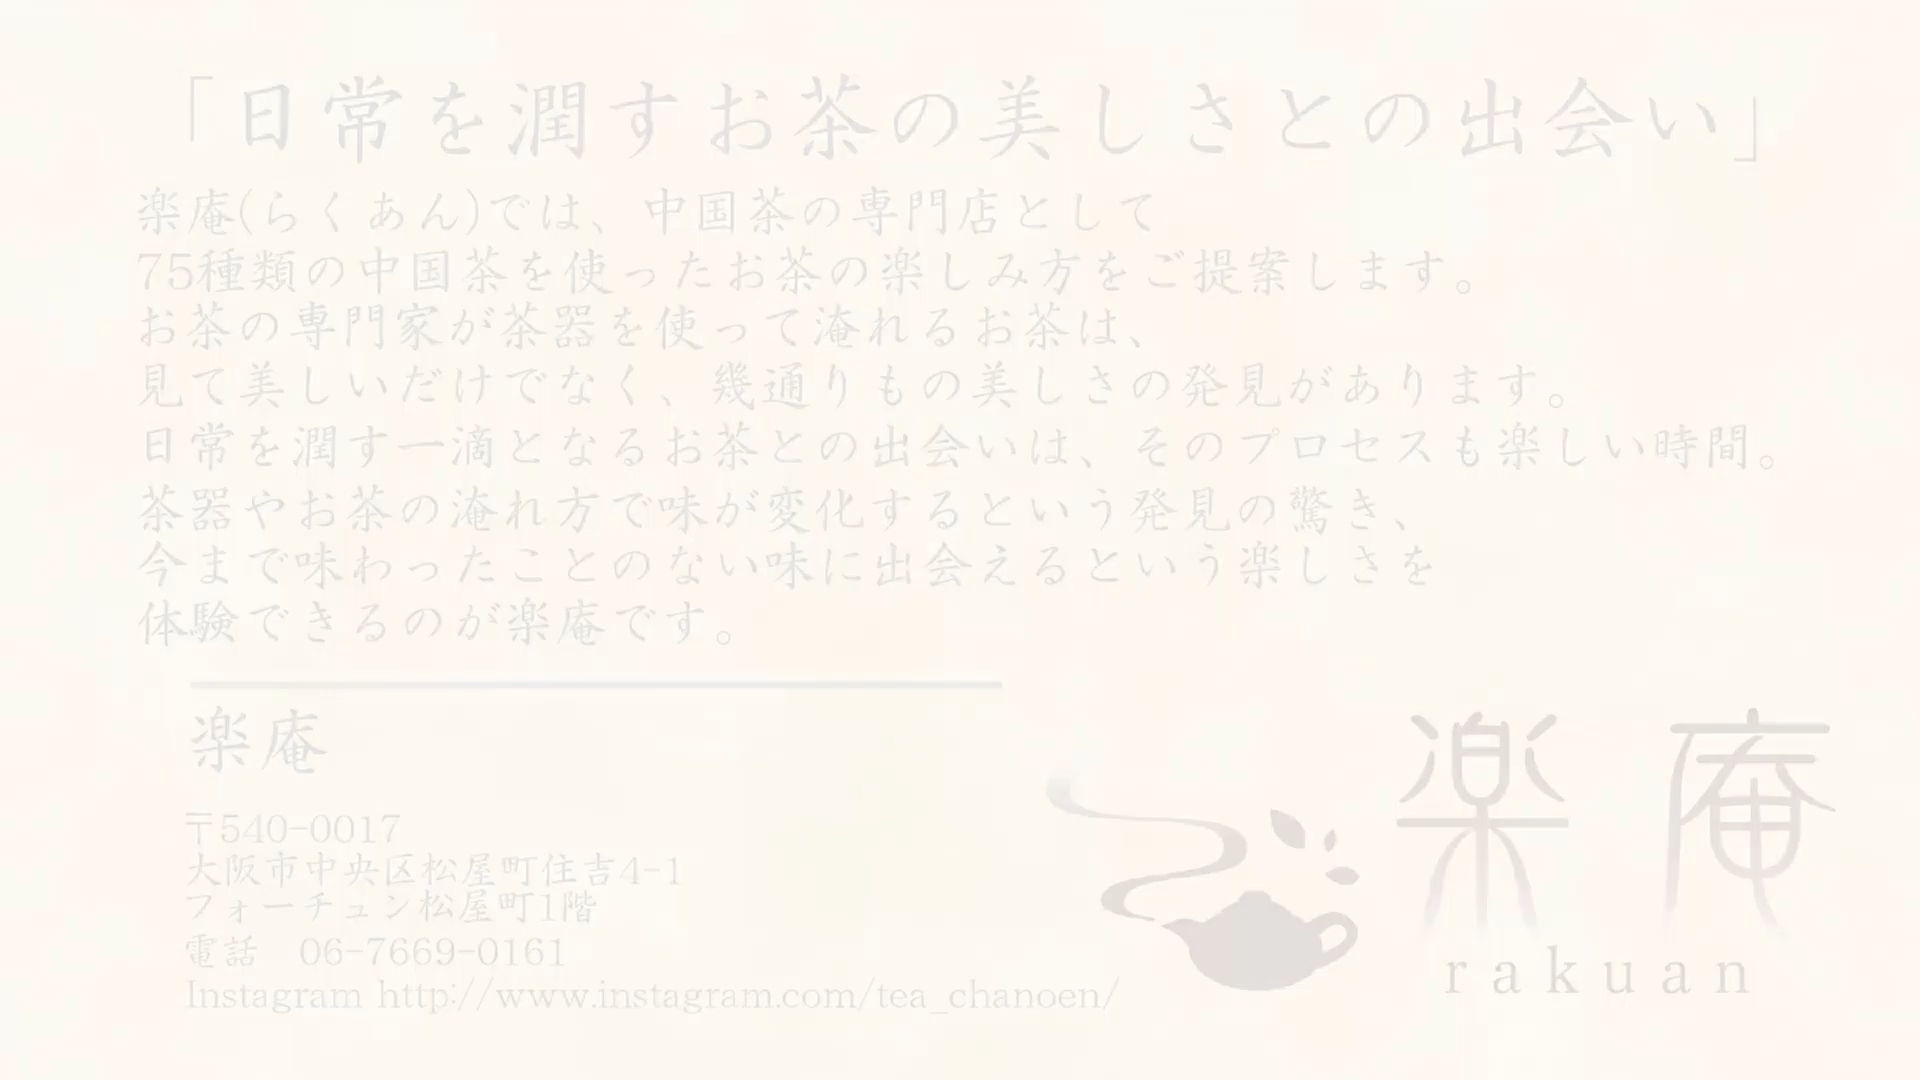 「日常を潤すお茶の美しさとの出会い」
楽庵(らくあん)では、中国茶の専門店として
75種類の中国茶を使ったお茶の楽しみ方をご提案します。
お茶の専門家が茶器を使って淹れるお茶は、
見て美しいだけでなく、幾通りもの美しさの発見があります。
日常を潤す一滴となるお茶との出会いは、そのプロセスも楽しい時間。
茶器やお茶の淹れ方で味が変化するという発見の驚き、
今まで味わったことのない味に出会えるという楽しさを
体験できるのが楽庵です。
楽庵
〒540-0017
大阪市中央区松屋町住吉4-1
フォーチュン松屋町1階
電話　06-7669-0161
Instagram http://www.instagram.com/tea_chanoen/
楽 庵
rakuan